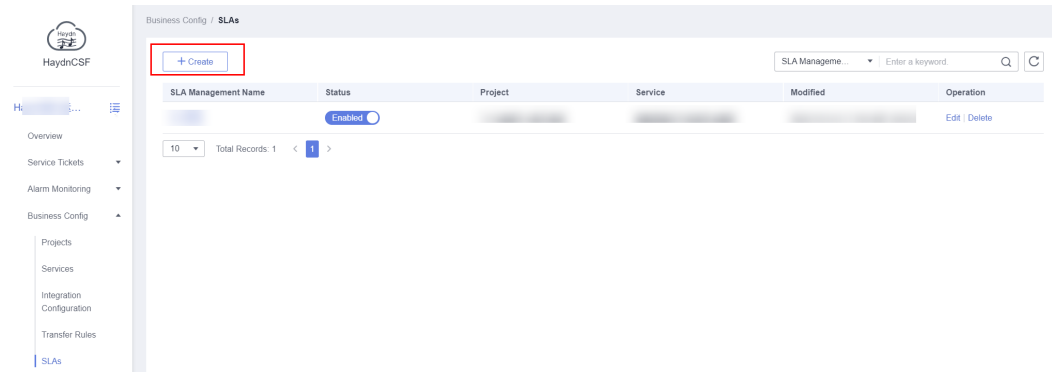 Haydn
HaydnCSF
Overview
Service Tickets
Alarm Monitoring
Business Config
Projects
Services
Integration
Configuration
Transfer Rules
SLAs
Business Config / SLAs
+ Create
SLA Manageme... Enter a keyword.
SLA Management Name Status Project Service Modified Operation
Enabled Edit | Delete
10 Total Records: 1 < 1 >